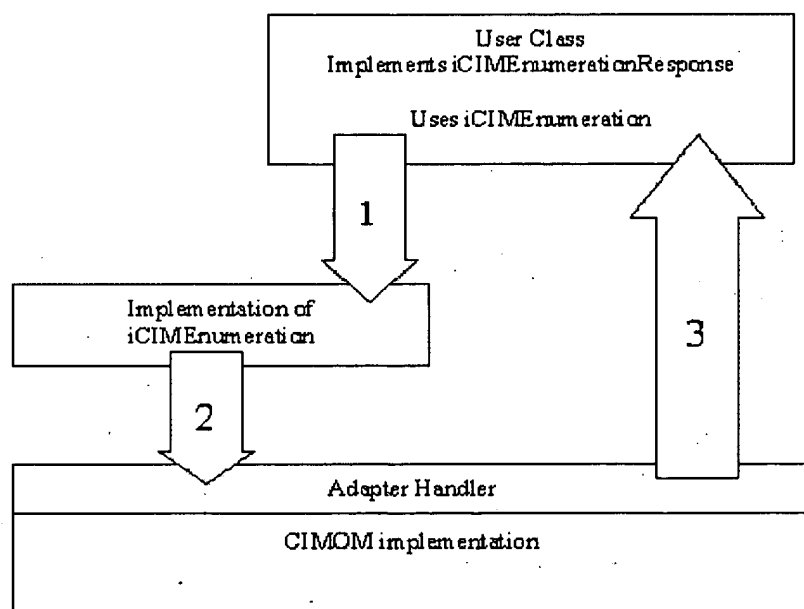 User Class
Implements iCIMEnumerationResponse
Uses iCIMEnumeration
1
Implementation of
iCIMEnumeration
2
3
Adapter Handler
CIMOM implementation